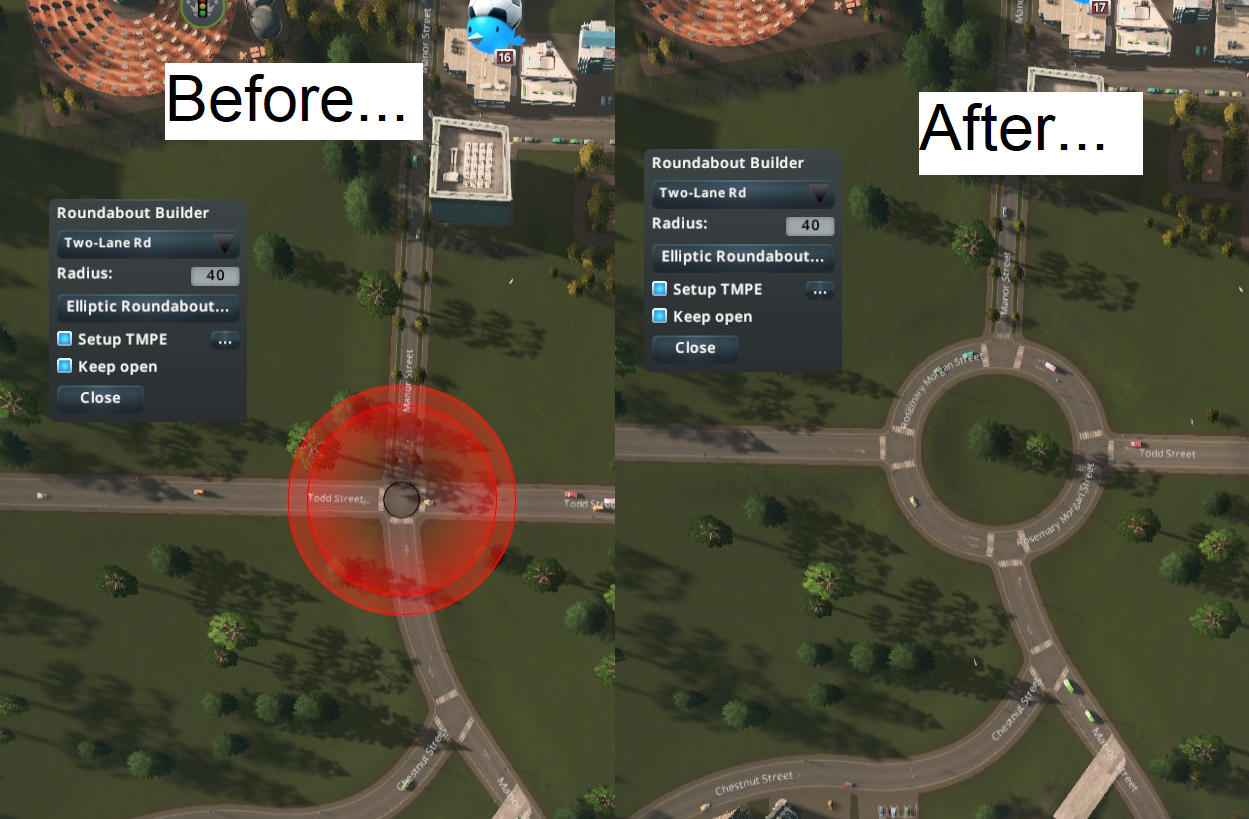 Before...
Manor Street
16
Roundabout Builder
Two-Lane Rd
Radius: 40
Elliptic Roundabout...
Setup TMPE ...
Keep open
Close
Manor Street
Todd Street
Todd Stre
Chestnut Street
Manor
After...
17
Roundabout Builder
Two-Lane Rd
Radius: 40
Elliptic Roundabout...
Setup TMPE ...
Keep open
Close
Manor Street
Rosemary Morgan Street
Todd Street
Rosemary Morgan Street
Chestnut Street
Manor Street
Chestnut Street